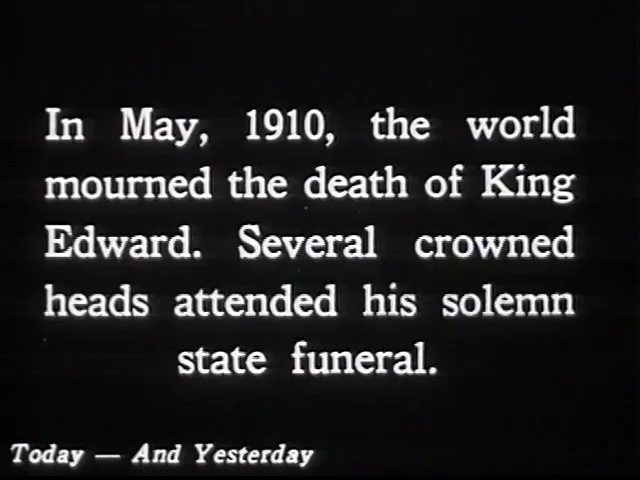 In May, 1910, the world
mourned the death of King
Edward. Several crowned
heads attended his solemn
state funeral.
Today — And Yesterday